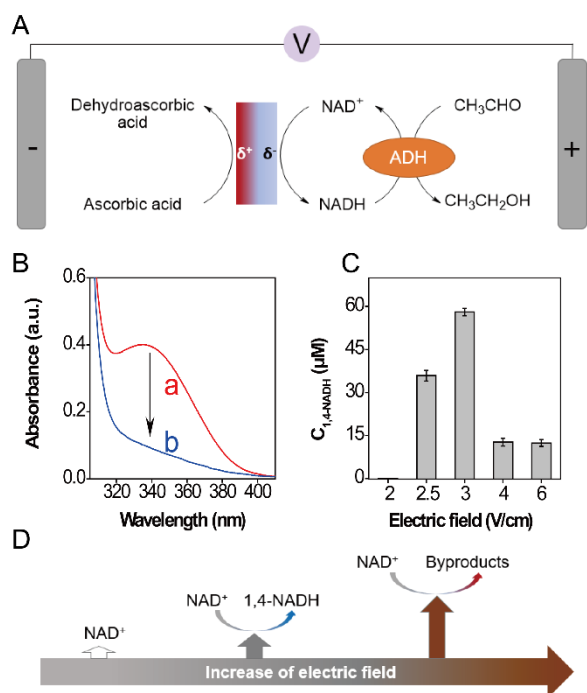 A
V
Dehydroascorbic
acid
NAD⁺
CH₃CHO
-
δ⁺
δ⁻
ADH
+
Ascorbic acid
NADH
CH₃CH₂OH
B
0.6
0.4
0.2
0.0
Absorbance (a.u.)
a
b
320 340 360 380 400
Wavelength (nm)
C
60
45
30
15
C₁,₄-NADH (µM)
2 2.5 3 4 6
Electric field (V/cm)
D
NAD⁺
NAD⁺ 1,4-NADH
NAD⁺ Byproducts
Increase of electric field